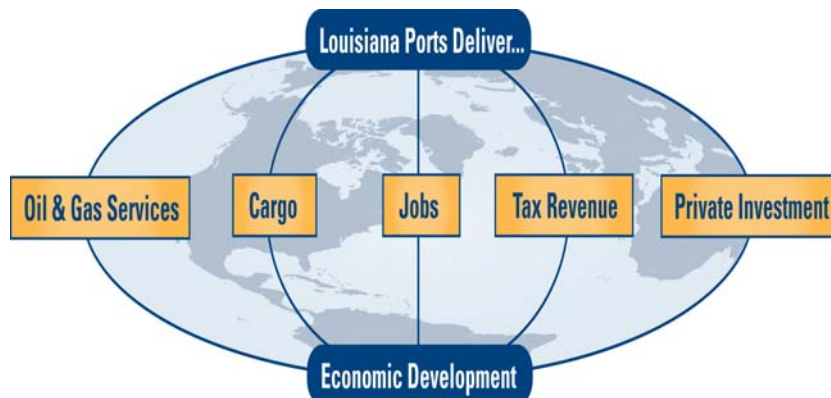 Louisiana Ports Deliver...
Oil & Gas Services
Cargo
Jobs
Tax Revenue
Private Investment
Economic Development